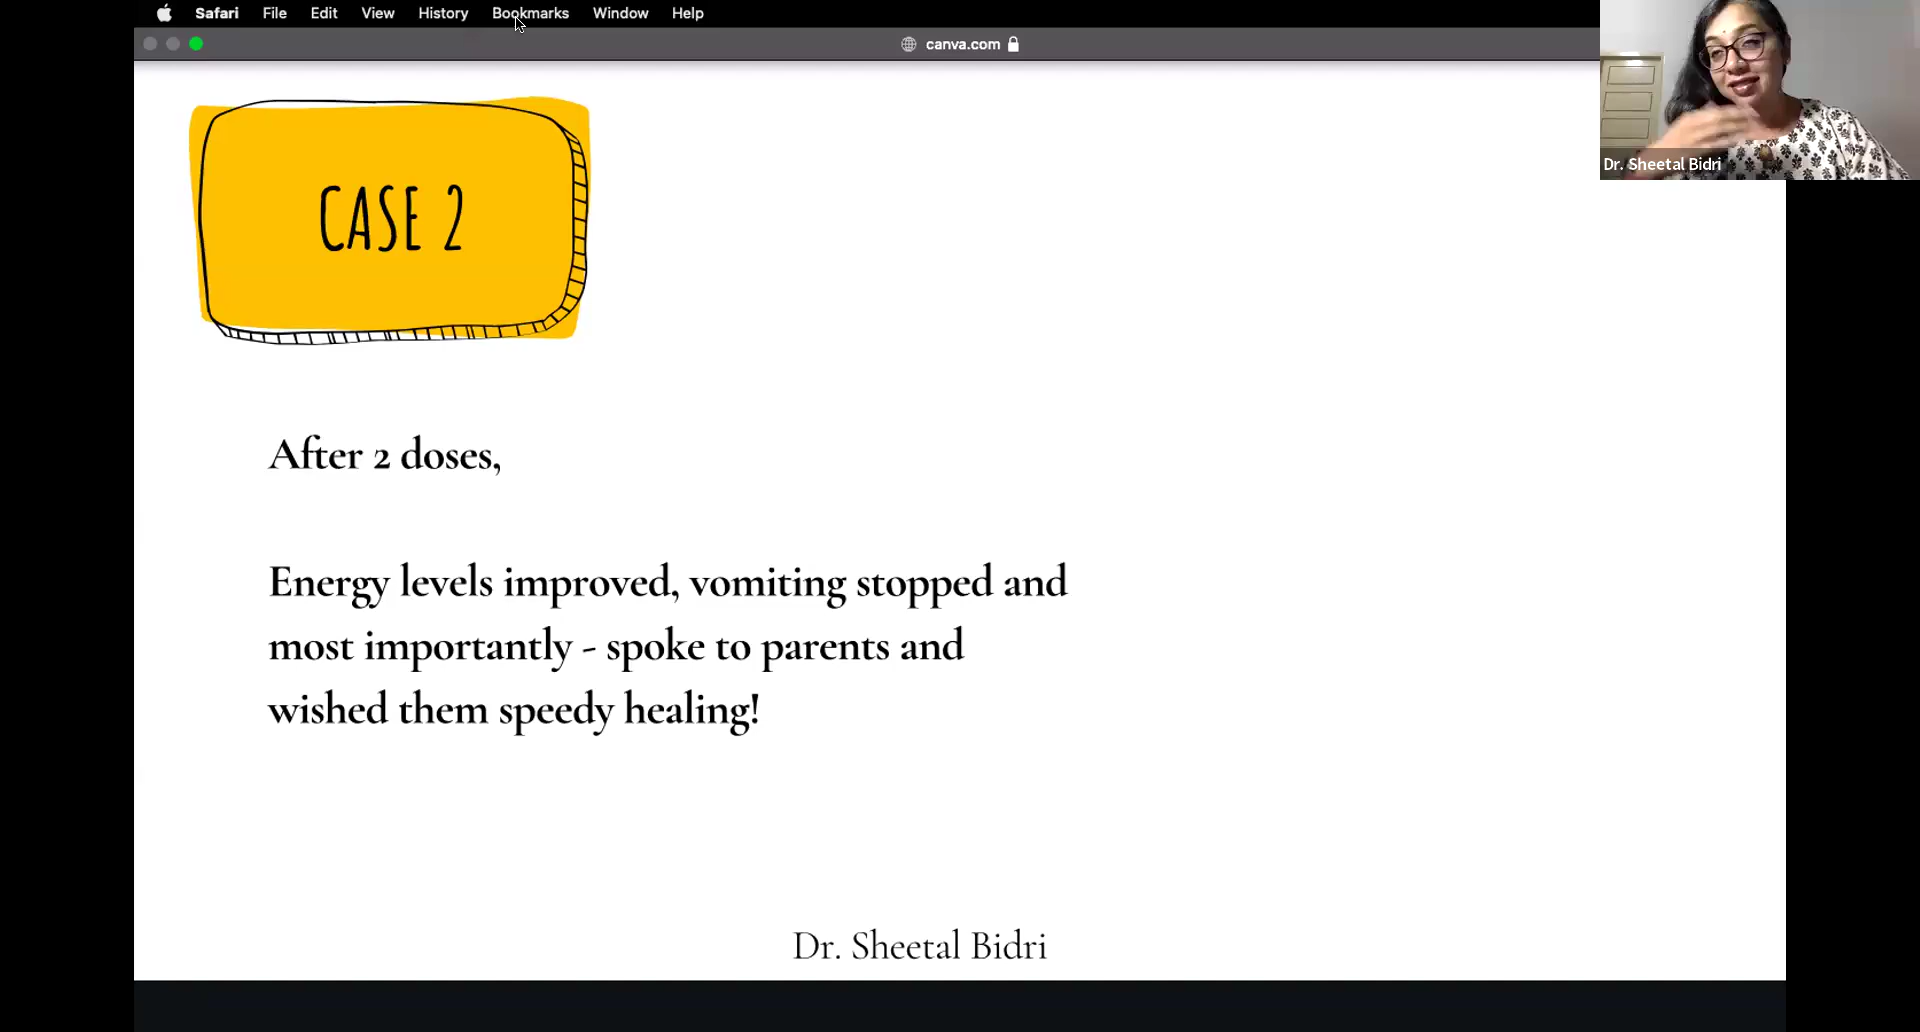 Safari File Edit View History Bookmarks Window Help
canva.com
Dr. Sheetal Bidri
CASE 2
After 2 doses,
Energy levels improved, vomiting stopped and
most importantly - spoke to parents and
wished them speedy healing!
Dr. Sheetal Bidri